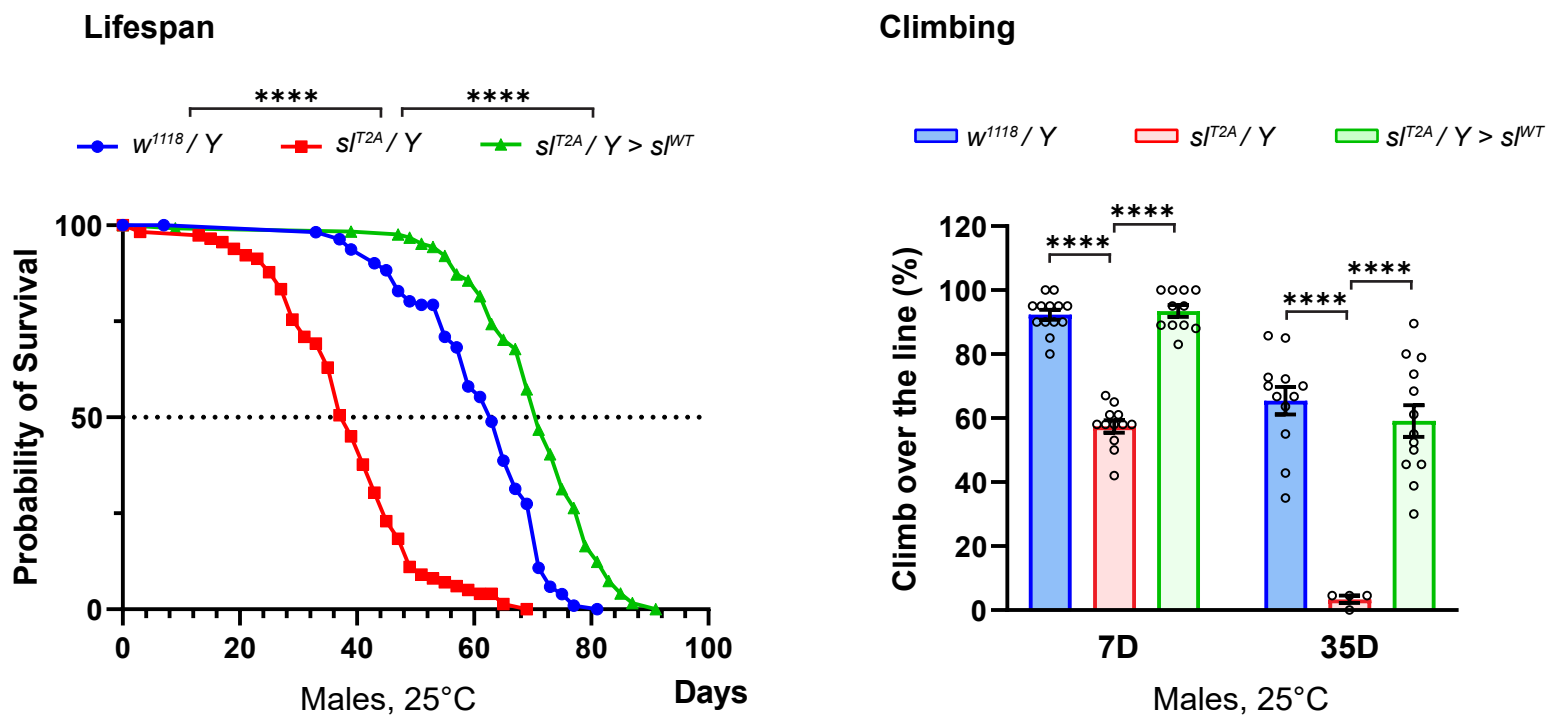 Lifespan
**** ****
w1118 / Y slT2A / Y slT2A / Y > slWT
Probability of Survival
100
50
0
0 20 40 60 80 100
Males, 25°C Days
Climbing
w1118 / Y slT2A / Y slT2A / Y > slWT
Climb over the line (%)
120
100
80
60
40
20
0
**** ****
**** ****
7D 35D
Males, 25°C